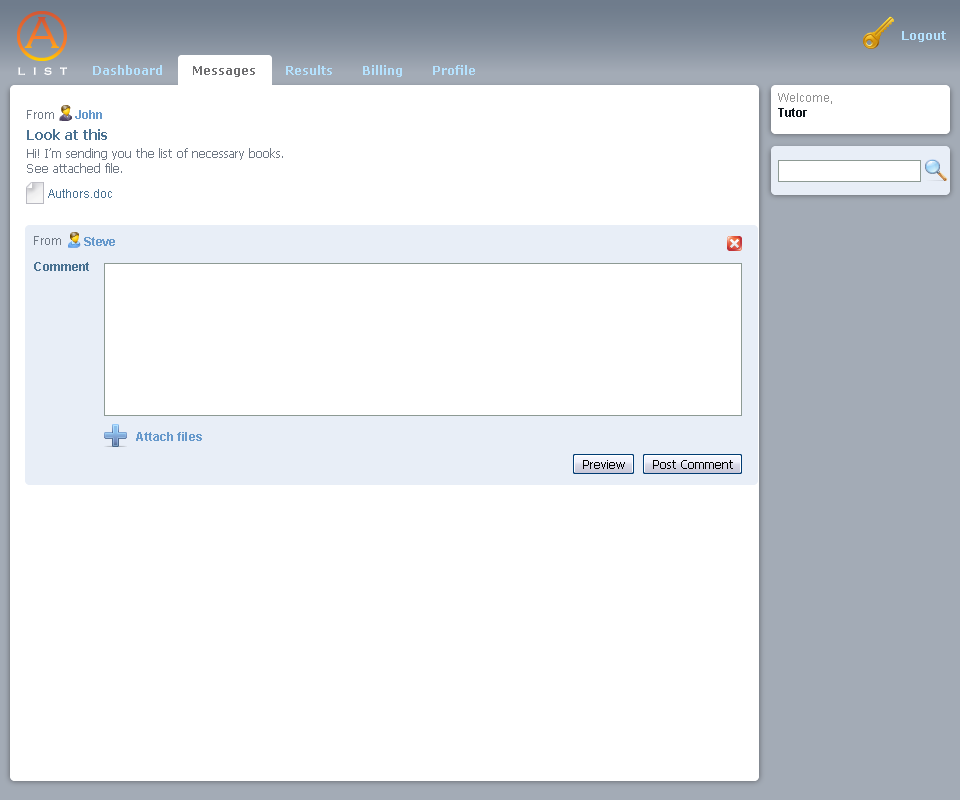 A
LIST
Dashboard
Messages
Results
Billing
Profile
Logout
Welcome,
Tutor
From John
Look at this
Hi! I'm sending you the list of necessary books.
See attached file.
Authors.doc
From Steve
Comment
Attach files
Preview
Post Comment